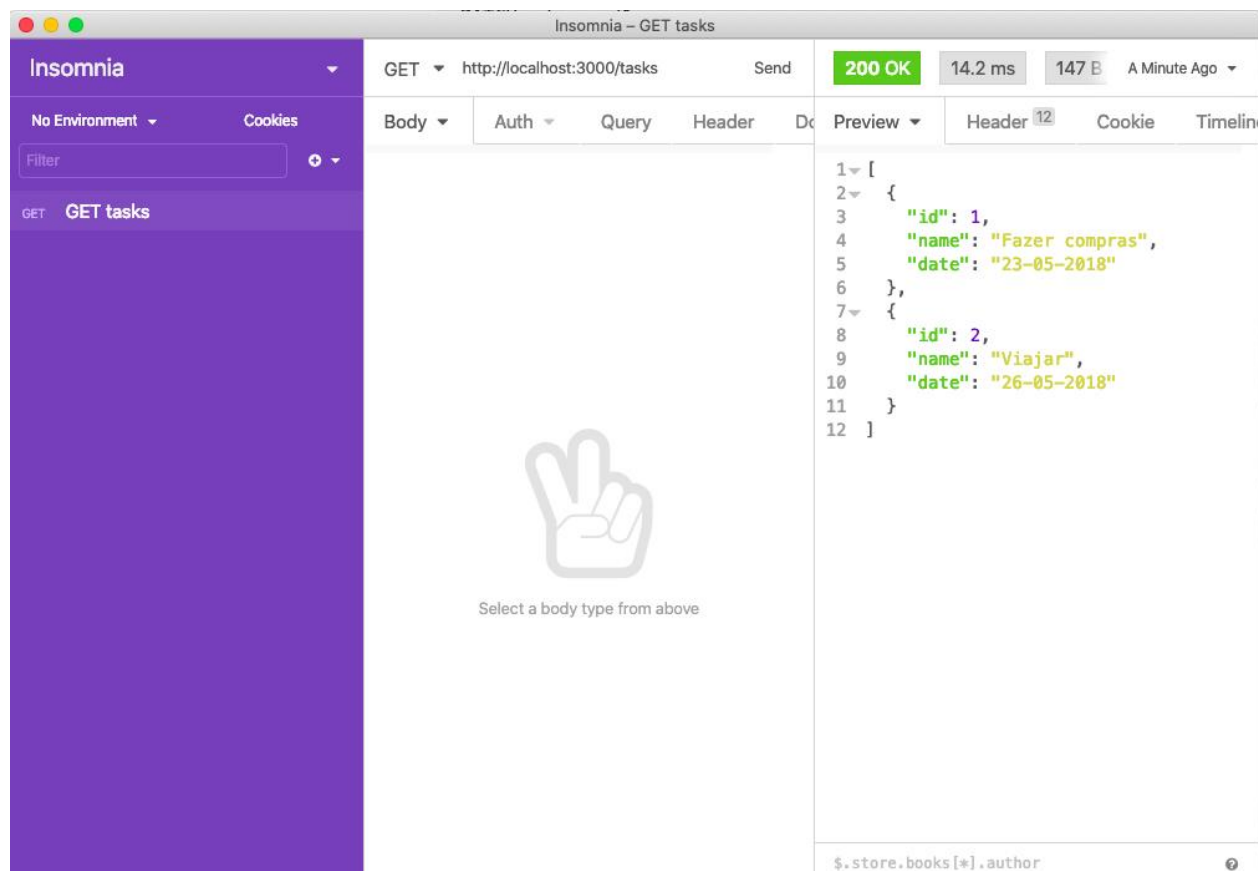 Insomnia – GET tasks
Insomnia
No Environment
Cookies
Filter
GET GET tasks
GET http://localhost:3000/tasks Send
Body Auth Query Header
Select a body type from above
200 OK 14.2 ms 147 B A Minute Ago
Preview Header 12 Cookie Timelin
1 [
2 {
3 "id": 1,
4 "name": "Fazer compras",
5 "date": "23-05-2018"
6 },
7 {
8 "id": 2,
9 "name": "Viajar",
10 "date": "26-05-2018"
11 }
12 ]
$.store.books[*].author